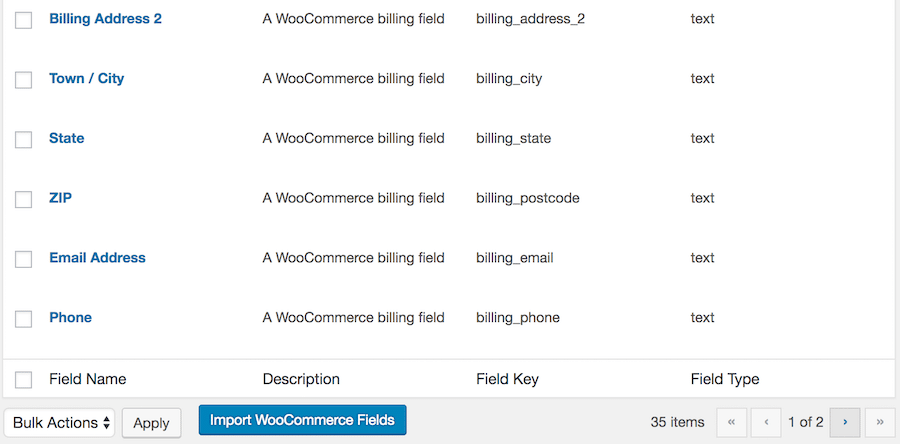 Billing Address 2 A WooCommerce billing field billing_address_2 text
Town / City A WooCommerce billing field billing_city text
State A WooCommerce billing field billing_state text
ZIP A WooCommerce billing field billing_postcode text
Email Address A WooCommerce billing field billing_email text
Phone A WooCommerce billing field billing_phone text
Field Name Description Field Key Field Type
Bulk Actions Apply Import WooCommerce Fields 35 items « ‹ 1 of 2 › »